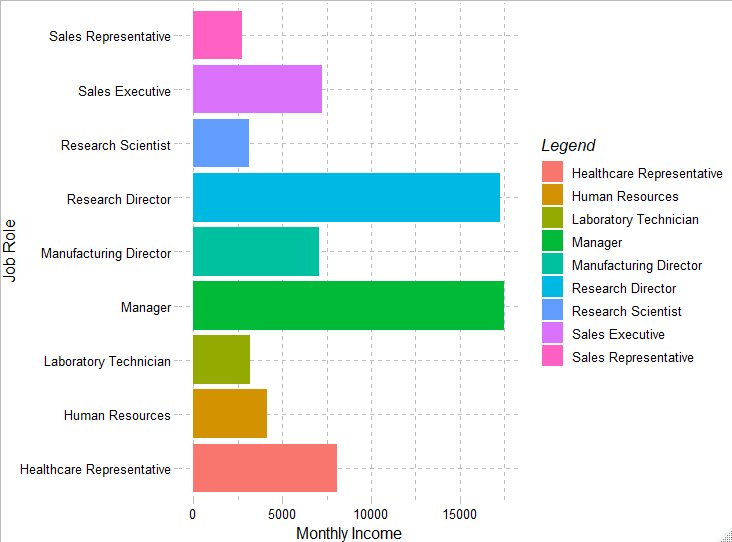 Job Role
Sales Representative
Sales Executive
Research Scientist
Research Director
Manufacturing Director
Manager
Laboratory Technician
Human Resources
Healthcare Representative
0 5000 10000 15000
Monthly Income
Legend
Healthcare Representative
Human Resources
Laboratory Technician
Manager
Manufacturing Director
Research Director
Research Scientist
Sales Executive
Sales Representative